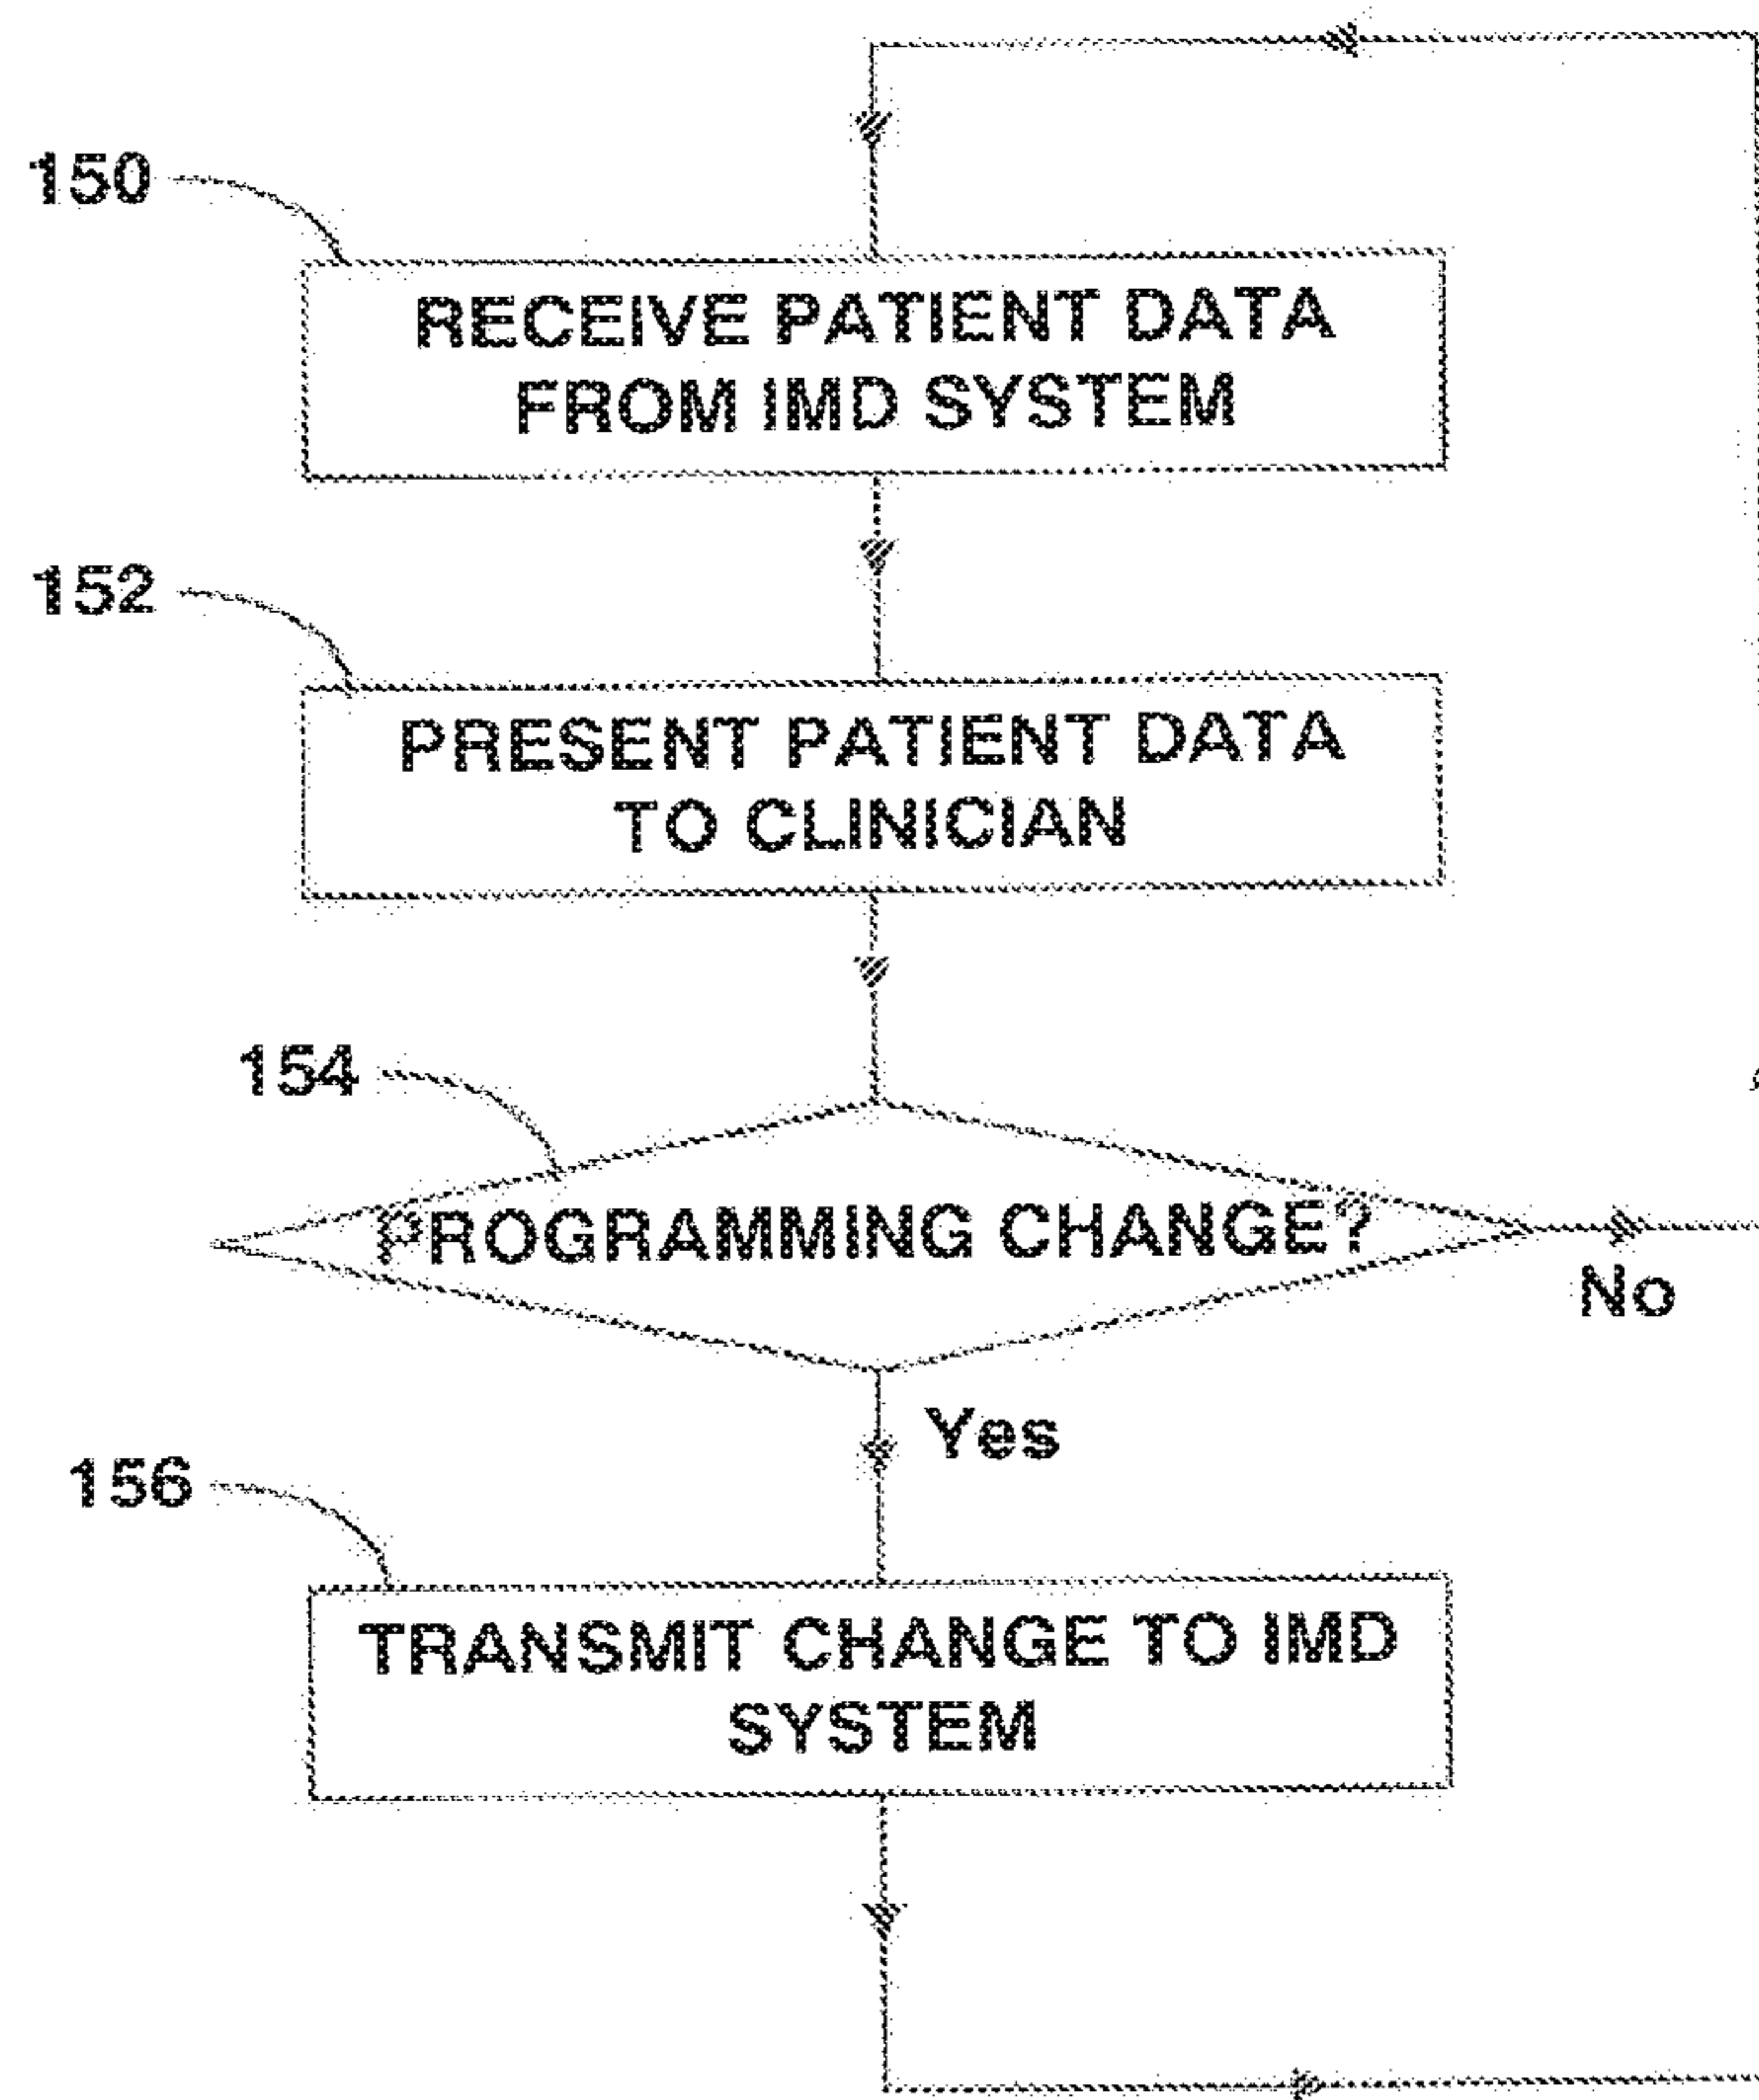 150
RECEIVE PATIENT DATA
FROM IMD SYSTEM
152
PRESENT PATIENT DATA
TO CLINICIAN
154
PROGRAMMING CHANGE?
No
Yes
156
TRANSMIT CHANGE TO IMD
SYSTEM